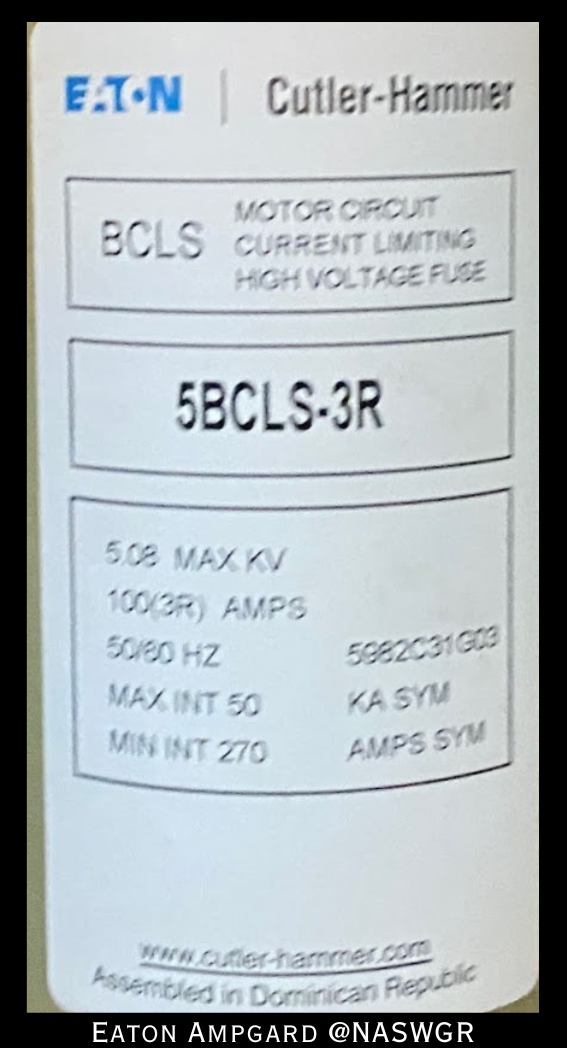 EATON | Cutler-Hammer
BCLS
MOTOR CIRCUIT
CURRENT LIMITING
HIGH VOLTAGE FUSE
5BCLS-3R
5.08 MAX KV
100(3R) AMPS
50/60 HZ 5982C31G03
MAX INT 50 KA SYM
MIN INT 270 AMPS SYM
www.cutler-hammer.com
Assembled in Dominican Republic
EATON AMPGARD @NASWGR